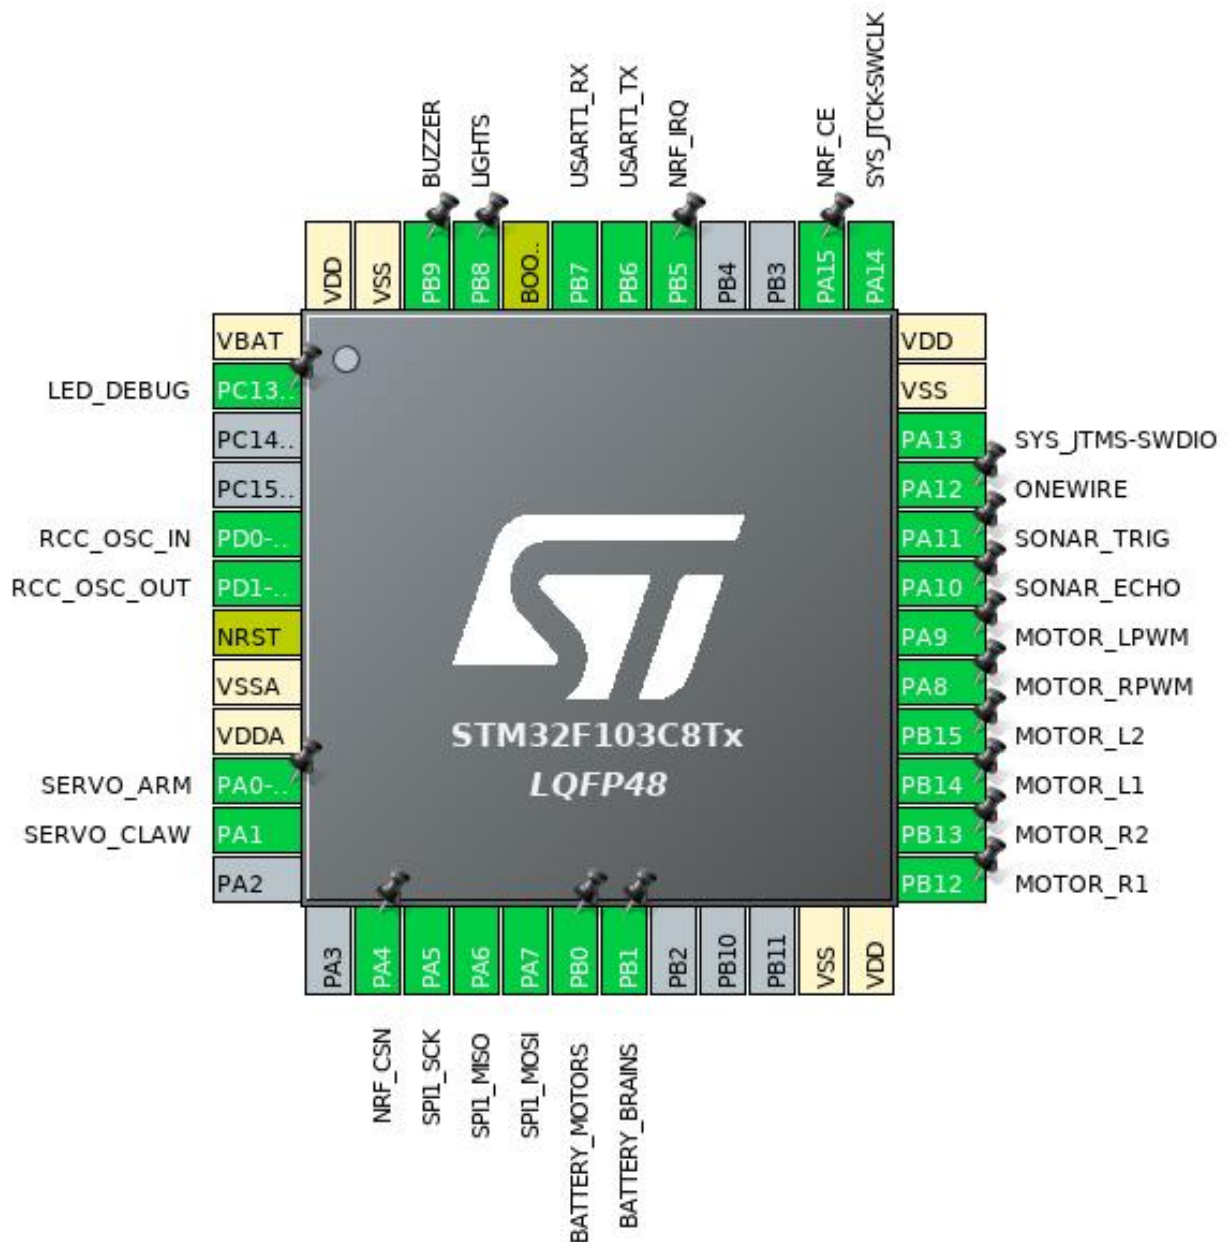 BUZZER
LIGHTS
USART1_RX
USART1_TX
NRF_IRQ
NRF_CE
SYS_JTCK-SWCLK
VDD
VSS
PB9
PB8
BOO..
PB7
PB6
PB5
PB4
PB3
PA15
PA14
VBAT
LED_DEBUG PC13..
PC14..
PC15..
RCC_OSC_IN PD0-..
RCC_OSC_OUT PD1-..
NRST
VSSA
VDDA
SERVO_ARM PA0-..
SERVO_CLAW PA1
PA2
ST
STM32F103C8Tx
LQFP48
VDD
VSS
PA13 SYS_JTMS-SWDIO
PA12 ONEWIRE
PA11 SONAR_TRIG
PA10 SONAR_ECHO
PA9 MOTOR_LPWM
PA8 MOTOR_RPWM
PB15 MOTOR_L2
PB14 MOTOR_L1
PB13 MOTOR_R2
PB12 MOTOR_R1
PA3
PA4
PA5
PA6
PA7
PB0
PB1
PB2
PB10
PB11
VSS
VDD
NRF_CSN
SPI1_SCK
SPI1_MISO
SPI1_MOSI
BATTERY_MOTORS
BATTERY_BRAINS